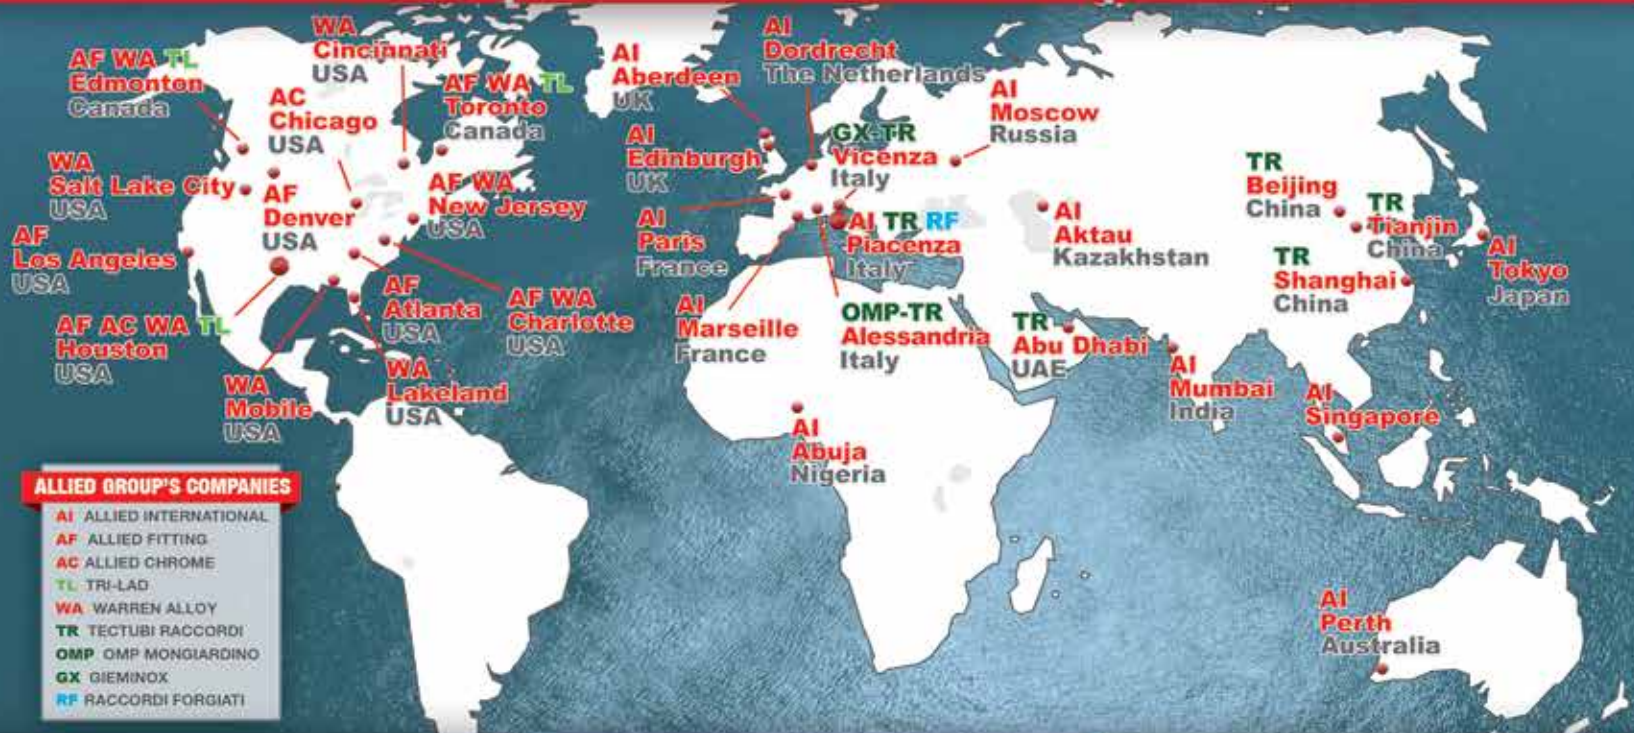 WA
Cincinnati
USA
AF WA TL
Edmonton
Canada
AC
Chicago
USA
AF WA TL
Toronto
Canada
WA
Salt Lake City
USA
AF
Denver
USA
AF WA
New Jersey
USA
AF
Los Angeles
USA
AF AC WA TL
Houston
USA
AF
Atlanta
USA
AF WA
Charlotte
USA
WA
Mobile
USA
WA
Lakeland
USA
AI
Aberdeen
UK
AI
Dordrecht
The Netherlands
AI
Edinburgh
UK
GX-TR
Vicenza
Italy
AI
Moscow
Russia
AI
Paris
France
AI TR RF
Piacenza
Italy
AI
Marseille
France
OMP-TR
Alessandria
Italy
AI
Aktau
Kazakhstan
TR
Abu Dhabi
UAE
AI
Abuja
Nigeria
TR
Beijing
China
TR
Tianjin
China
TR
Shanghai
China
AI
Tokyo
Japan
AI
Mumbai
India
AI
Singapore
AI
Perth
Australia
ALLIED GROUP'S COMPANIES
AI ALLIED INTERNATIONAL
AF ALLIED FITTING
AC ALLIED CHROME
TL TRI-LAD
WA WARREN ALLOY
TR TECTUBI RACCORDI
OMP OMP MONGIARDINO
GX GIEMINOX
RF RACCORDI FORGIATI